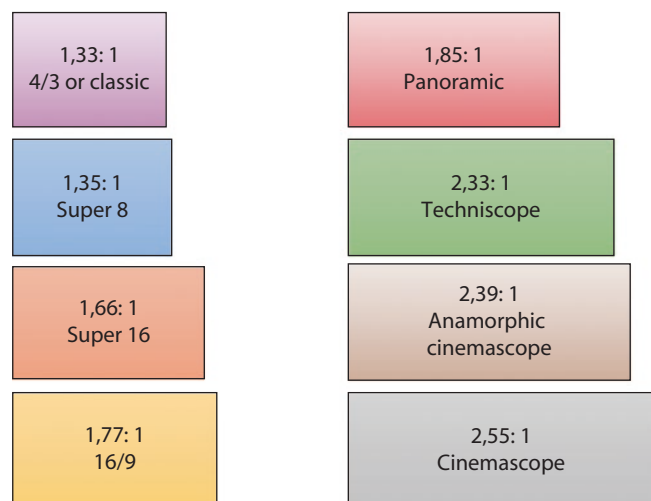 1,33: 1
4/3 or classic
1,35: 1
Super 8
1,66: 1
Super 16
1,77: 1
16/9
1,85: 1
Panoramic
2,33: 1
Techniscope
2,39: 1
Anamorphic
cinemascope
2,55: 1
Cinemascope